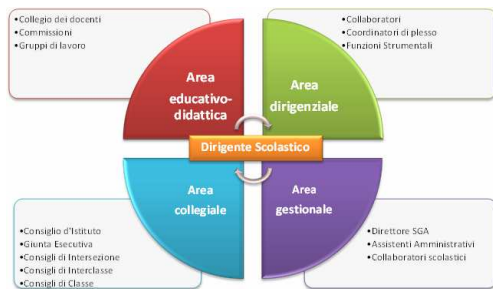 •Collegio dei docenti
•Commissioni
•Gruppi di lavoro
•Collaboratori
•Coordinatori di plesso
•Funzioni Strumentali
Area
educativo-
didattica
Area
dirigenziale
Dirigente Scolastico
Area
collegiale
Area
gestionale
•Consiglio d'Istituto
•Giunta Esecutiva
•Consigli di Intersezione
•Consigli di Interclasse
•Consigli di Classe
•Direttore SGA
•Assistenti Amministrativi
•Collaboratori scolastici